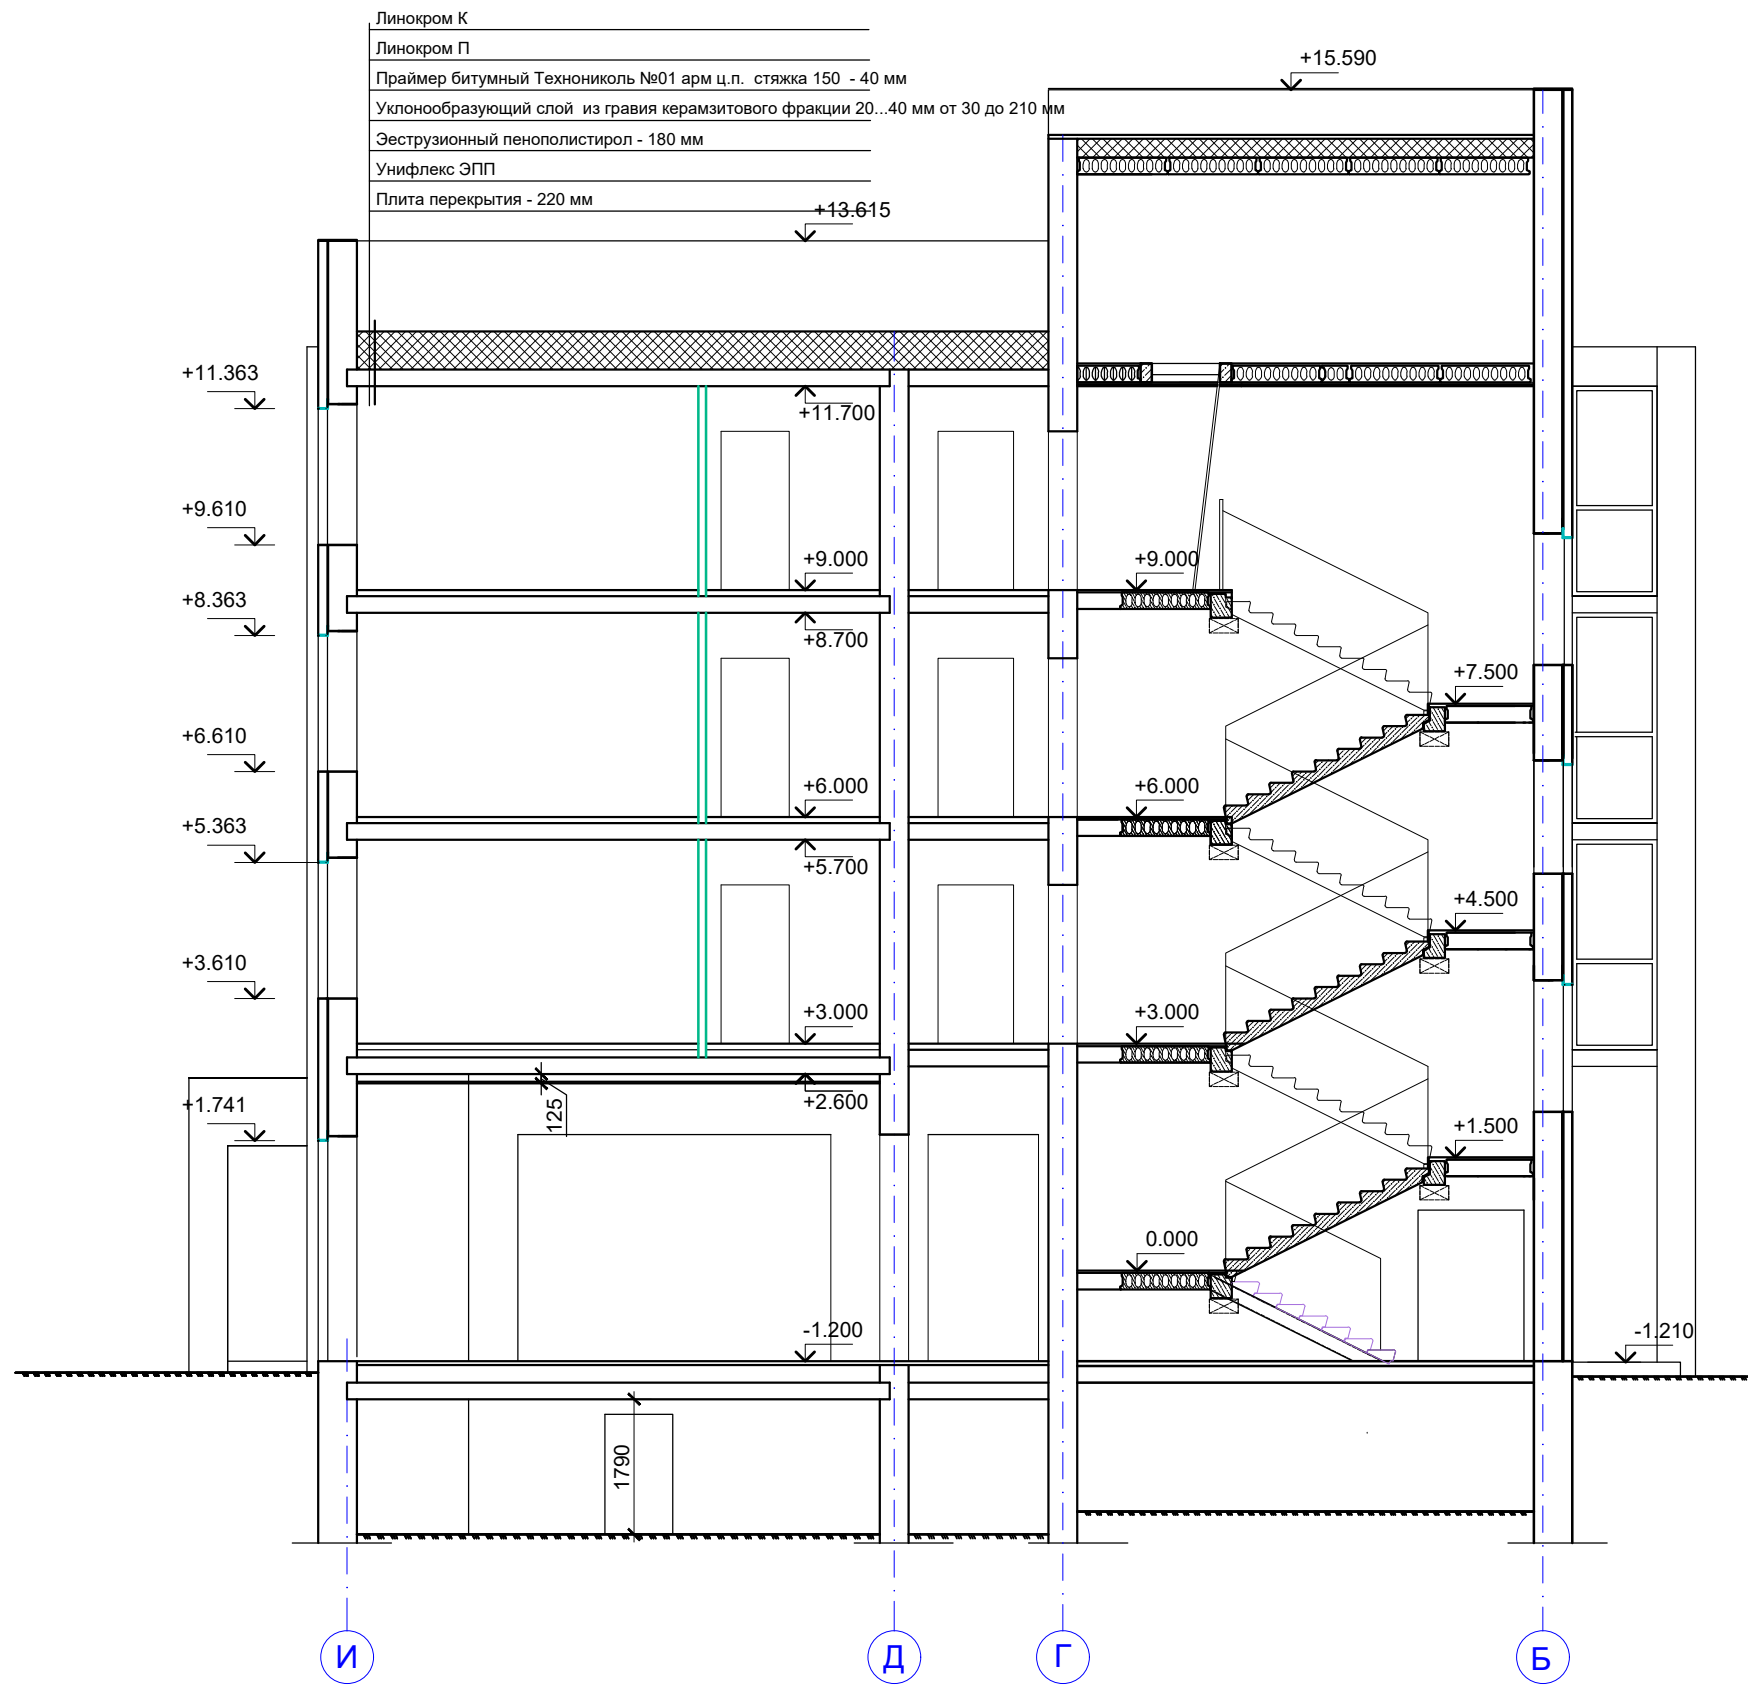 Линокром К
Линокром П
Праймер битумный Технониколь №01 арм ц.п. стяжка 150 - 40 мм
Уклонообразующий слой из гравия керамзитового фракции 20...40 мм от 30 до 210 мм
Эеструзионный пенополистирол - 180 мм
Унифлекс ЭПП
Плита перекрытия - 220 мм
+15.590
+13.615
+11.363
+11.700
+9.610
+9.000
+9.000
+8.363
+8.700
+7.500
+6.610
+6.000
+6.000
+5.363
+5.700
+4.500
+3.610
+3.000
+3.000
+1.741
125
+2.600
+1.500
0.000
-1.200
-1.210
1790
И
Д
Г
Б